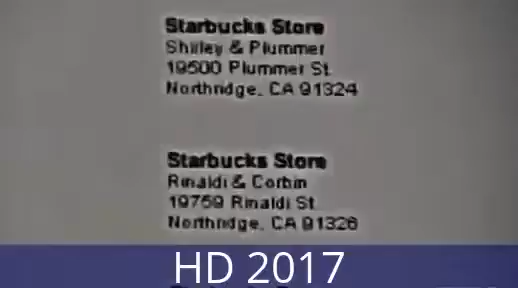 Starbucks Store
Shirley & Plummer
19500 Plummer St.
Northridge, CA 91324
Starbucks Store
Rinaldi & Corbin
19759 Rinaldi St.
Northridge, CA 91326
HD 2017